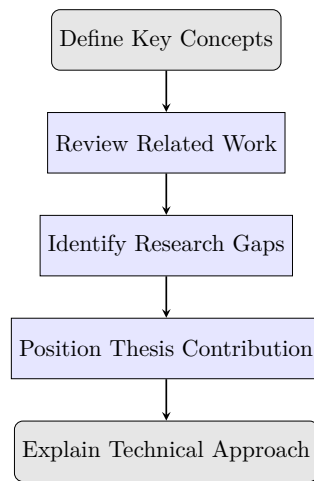 Define Key Concepts
Review Related Work
Identify Research Gaps
Position Thesis Contribution
Explain Technical Approach